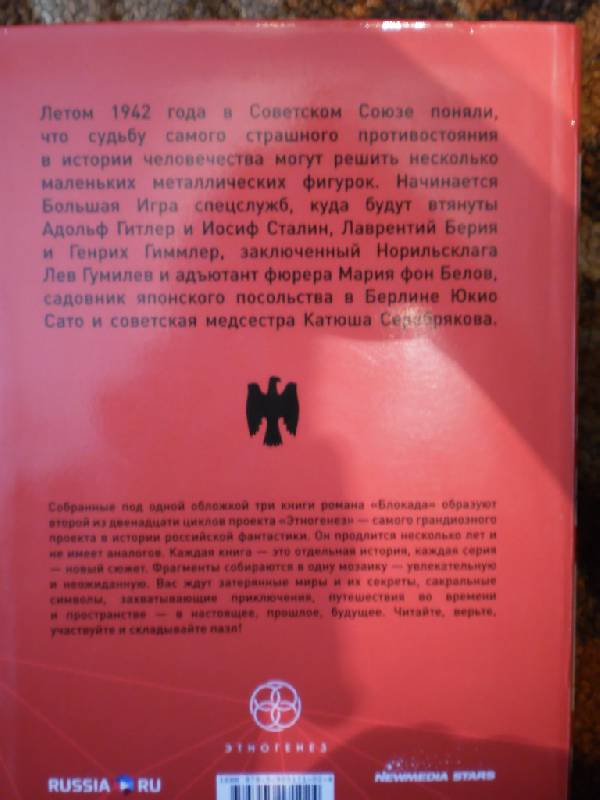 Летом 1942 года в Советском Союзе поняли,
что судьбу самого страшного противостояния
в истории человечества могут решить несколько
маленьких металлических фигурок. Начинается
Большая Игра спецслужб, куда будут втянуты
Адольф Гитлер и Иосиф Сталин, Лаврентий Берия
и Генрих Гиммлер, заключенный Норильсклага
Лев Гумилев и адъютант фюрера Мария фон Белов,
садовник японского посольства в Берлине Юкио
Сато и советская медсестра Катюша Серебрякова.
Собранные под одной обложкой три книги романа «Блокада» образуют
второй из двенадцати циклов проекта «Этногенез» — самого грандиозного
проекта в истории российской фантастики. Он продлится несколько лет и
не имеет аналогов. Каждая книга — это отдельная история, каждая серия
— новый сюжет. Фрагменты собираются в одну мозаику — увлекательную
и неожиданную. Вас ждут затерянные миры и их секреты, сакральные
символы, захватывающие приключения, путешествия во времени
и пространстве — в настоящее, прошлое, будущее. Читайте, верьте,
участвуйте и складывайте пазл!
ЭТНОГЕНЕЗ
RUSSIA RU
NEWMEDIA STARS